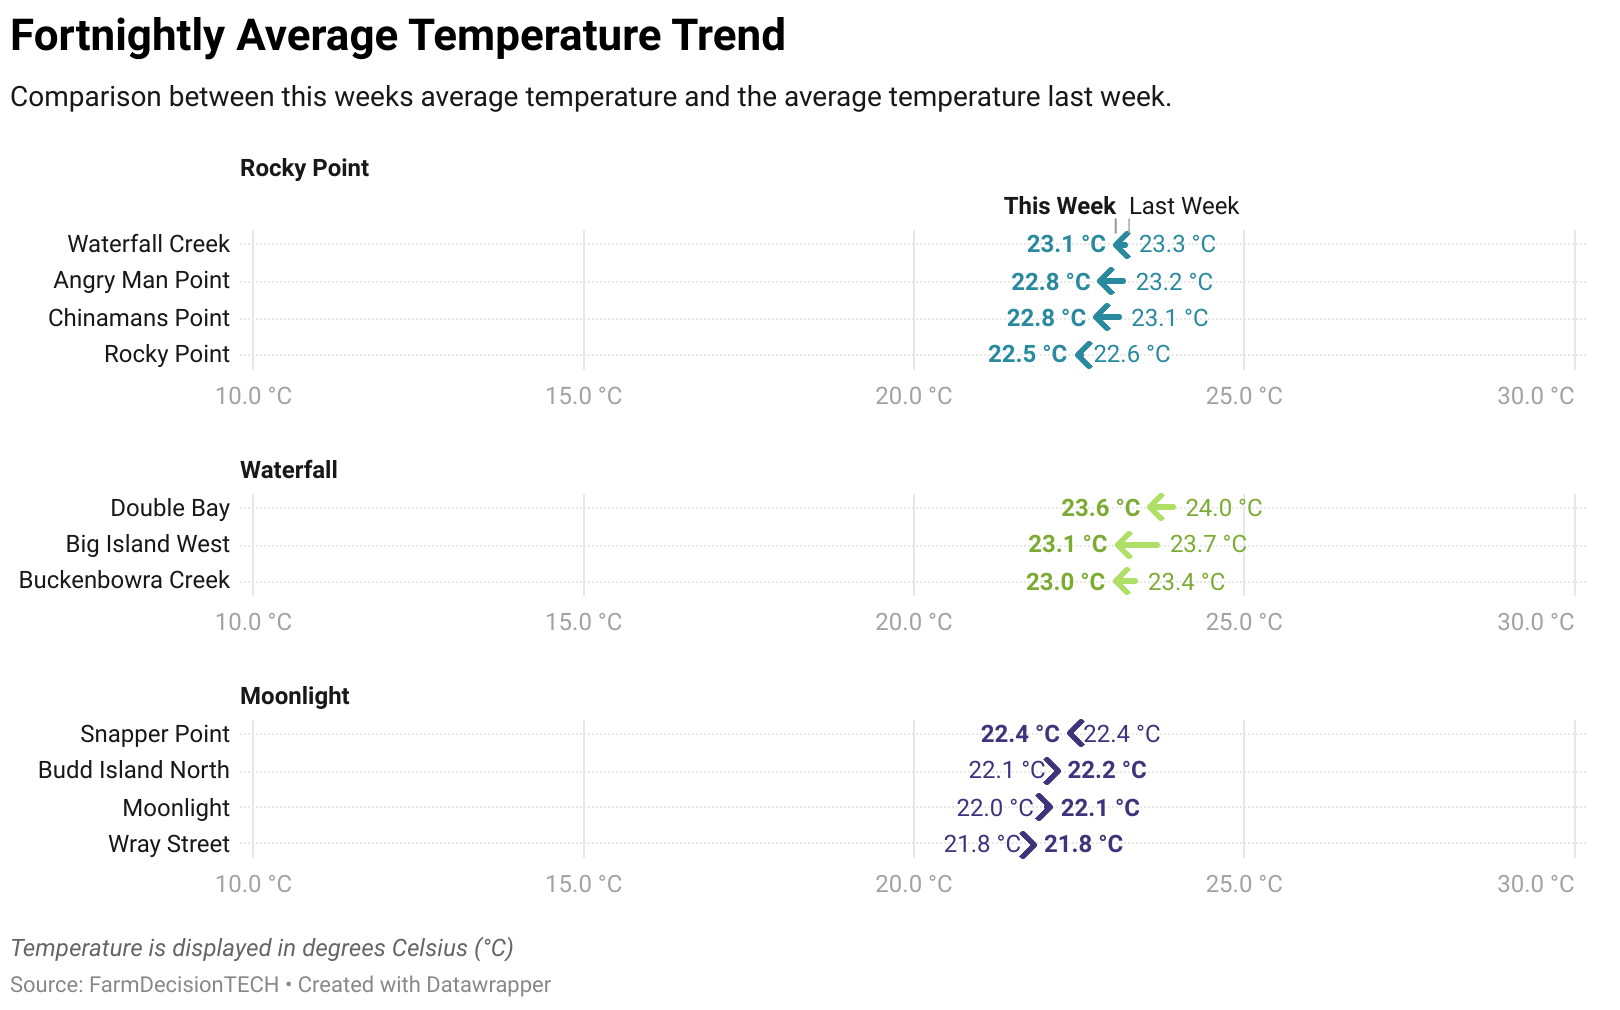 Fortnightly Average Temperature Trend
Comparison between this weeks average temperature and the average temperature last week.
Rocky Point
This Week Last Week
Waterfall Creek 23.1 °C 23.3 °C
Angry Man Point 22.8 °C 23.2 °C
Chinamans Point 22.8 °C 23.1 °C
Rocky Point 22.5 °C 22.6 °C
10.0 °C 15.0 °C 20.0 °C 25.0 °C 30.0 °C
Waterfall
Double Bay 23.6 °C 24.0 °C
Big Island West 23.1 °C 23.7 °C
Buckenbowra Creek 23.0 °C 23.4 °C
10.0 °C 15.0 °C 20.0 °C 25.0 °C 30.0 °C
Moonlight
Snapper Point 22.4 °C 22.4 °C
Budd Island North 22.1 °C 22.2 °C
Moonlight 22.0 °C 22.1 °C
Wray Street 21.8 °C 21.8 °C
10.0 °C 15.0 °C 20.0 °C 25.0 °C 30.0 °C
Temperature is displayed in degrees Celsius (°C)
Source: FarmDecisionTECH • Created with Datawrapper